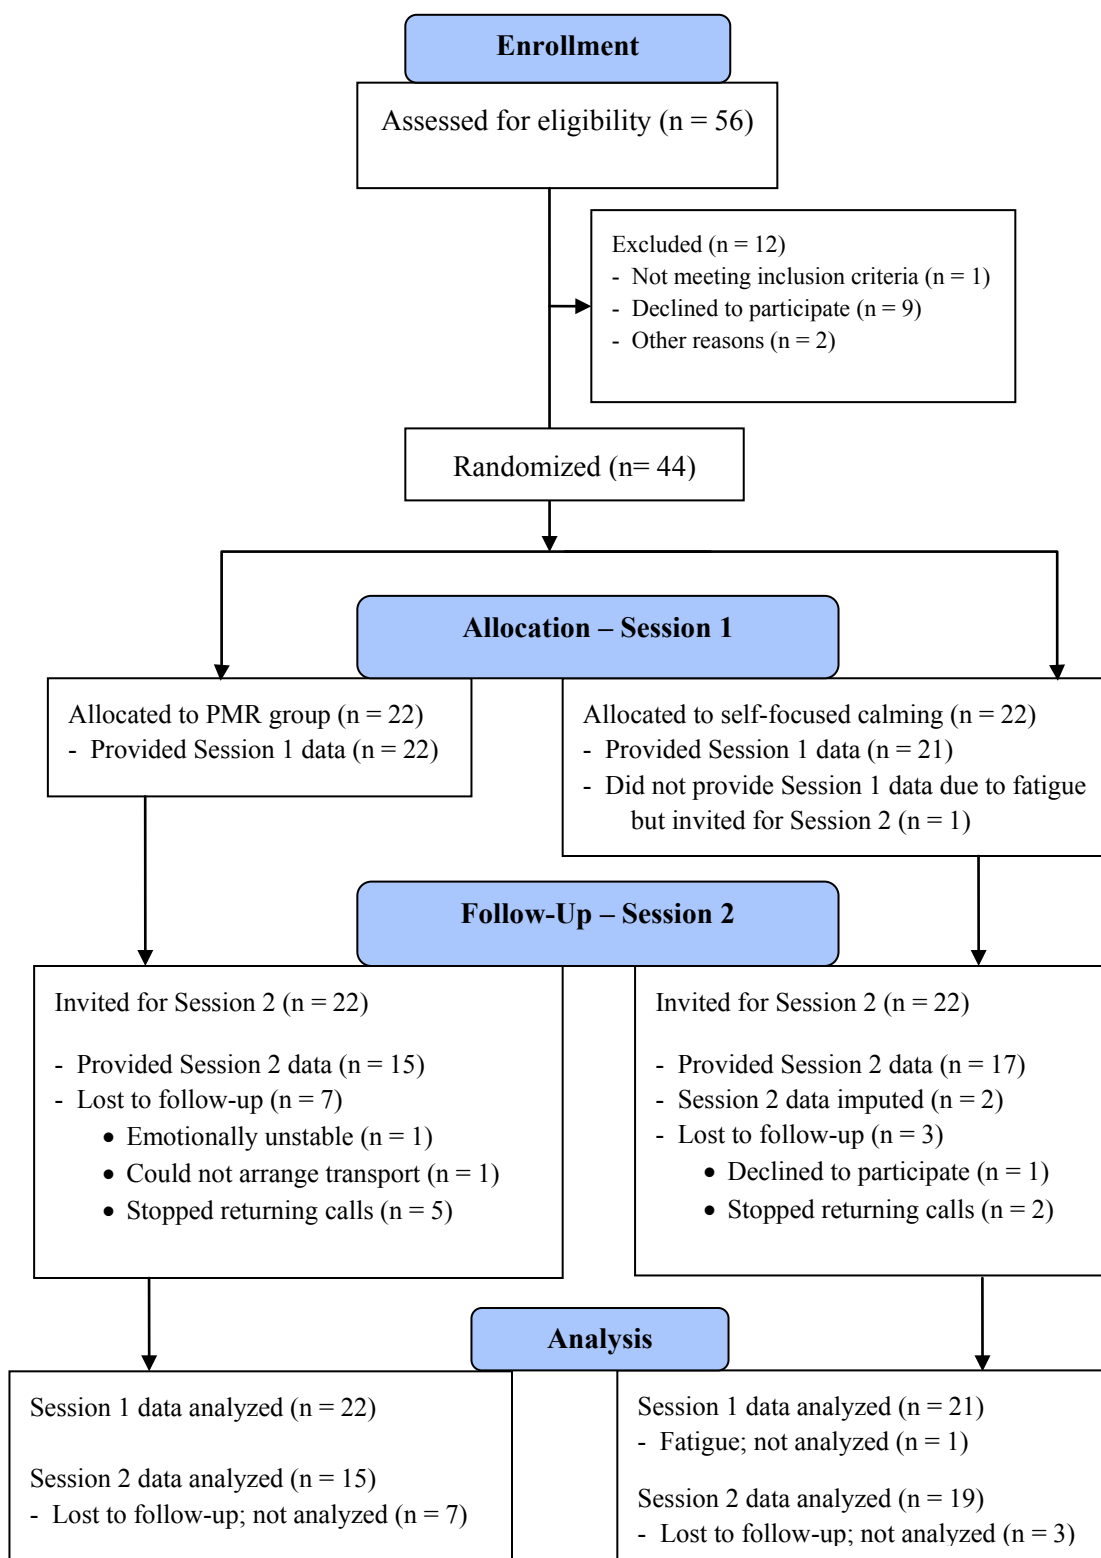 Enrollment
Assessed for eligibility (n = 56)
Excluded (n = 12)
- Not meeting inclusion criteria (n = 1)
- Declined to participate (n = 9)
- Other reasons (n = 2)
Randomized (n= 44)
Allocation – Session 1
Allocated to PMR group (n = 22)
- Provided Session 1 data (n = 22)
Allocated to self-focused calming (n = 22)
- Provided Session 1 data (n = 21)
- Did not provide Session 1 data due to fatigue
but invited for Session 2 (n = 1)
Follow-Up – Session 2
Invited for Session 2 (n = 22)
- Provided Session 2 data (n = 15)
- Lost to follow-up (n = 7)
• Emotionally unstable (n = 1)
• Could not arrange transport (n = 1)
• Stopped returning calls (n = 5)
Invited for Session 2 (n = 22)
- Provided Session 2 data (n = 17)
- Session 2 data imputed (n = 2)
- Lost to follow-up (n = 3)
• Declined to participate (n = 1)
• Stopped returning calls (n = 2)
Analysis
Session 1 data analyzed (n = 22)
Session 2 data analyzed (n = 15)
- Lost to follow-up; not analyzed (n = 7)
Session 1 data analyzed (n = 21)
- Fatigue; not analyzed (n = 1)
Session 2 data analyzed (n = 19)
- Lost to follow-up; not analyzed (n = 3)